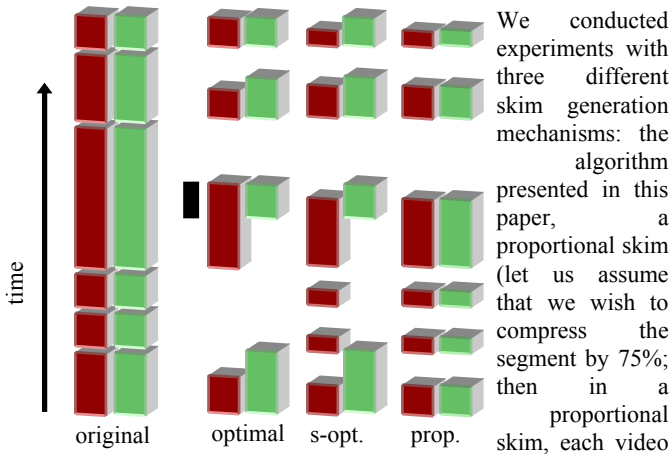 time
original
optimal
s-opt.
prop.
We conducted
experiments with
three different
skim generation
mechanisms: the
algorithm
presented in this
paper, a
proportional skim
(let us assume
that we wish to
compress the
segment by 75%;
then in a
proportional
skim, each video